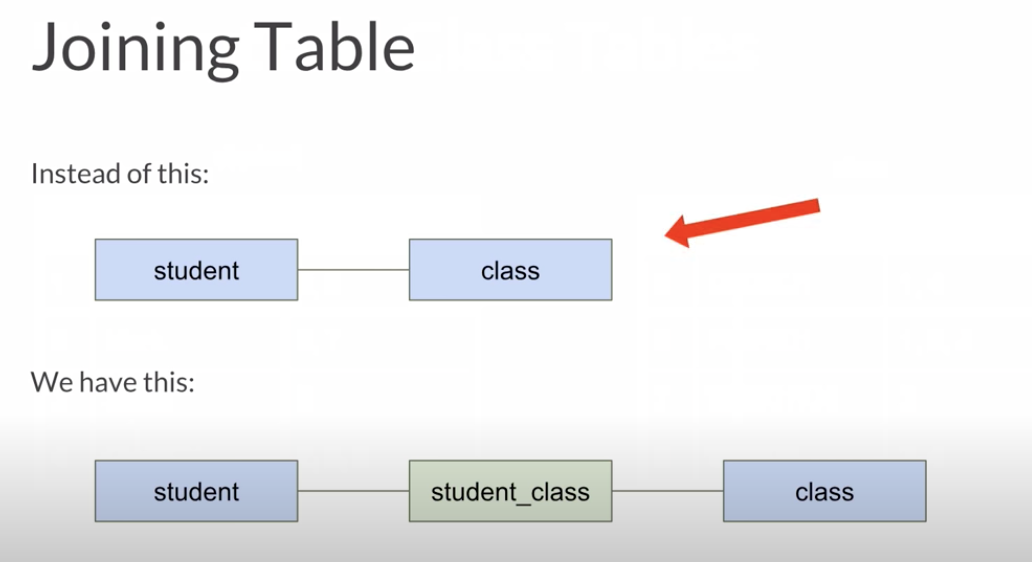 Joining Table
Instead of this:
student
class
We have this:
student
student_class
class